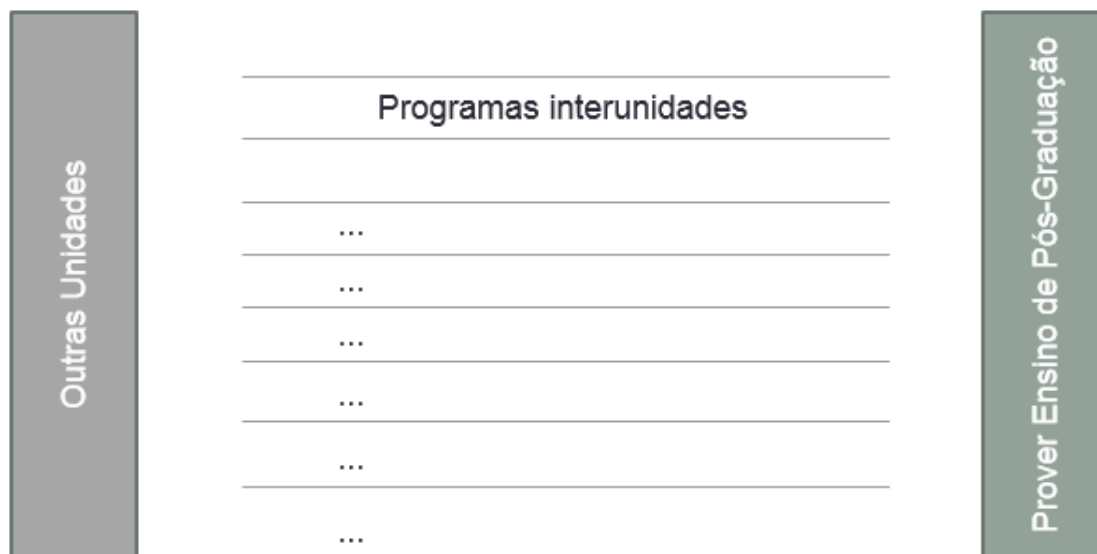 Outras Unidades
Programas interunidades
...
...
...
...
...
...
Prover Ensino de Pós-Graduação